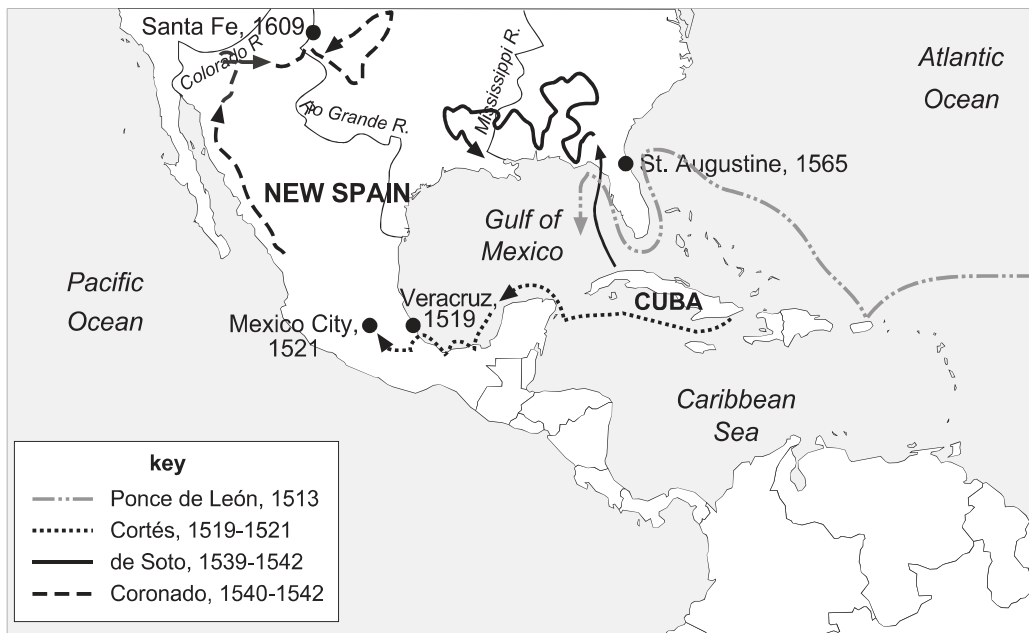 Santa Fe, 1609
Colorado R.
Rio Grande R.
Mississippi R.
Atlantic
Ocean
St. Augustine, 1565
NEW SPAIN
Gulf of
Mexico
Pacific
Ocean
CUBA
Veracruz,
1519
Mexico City,
1521
Caribbean
Sea
key
Ponce de León, 1513
Cortés, 1519-1521
de Soto, 1539-1542
Coronado, 1540-1542